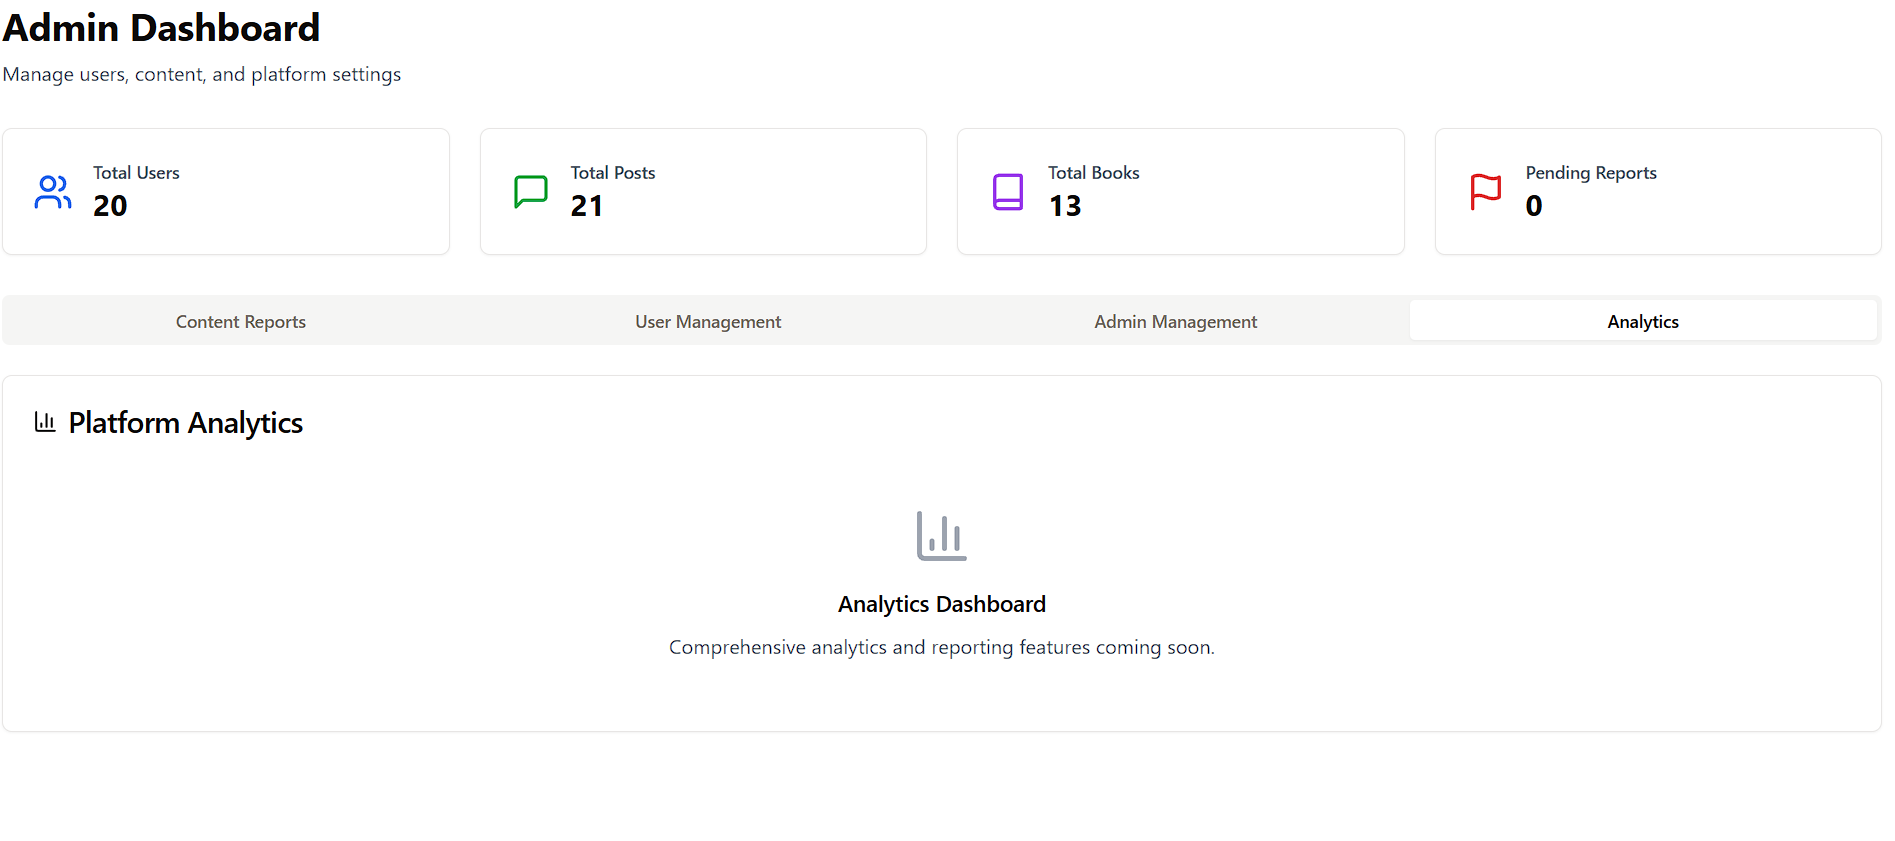 Admin Dashboard
Manage users, content, and platform settings
Total Users
20
Total Posts
21
Total Books
13
Pending Reports
0
Content Reports
User Management
Admin Management
Analytics
Platform Analytics
Analytics Dashboard
Comprehensive analytics and reporting features coming soon.